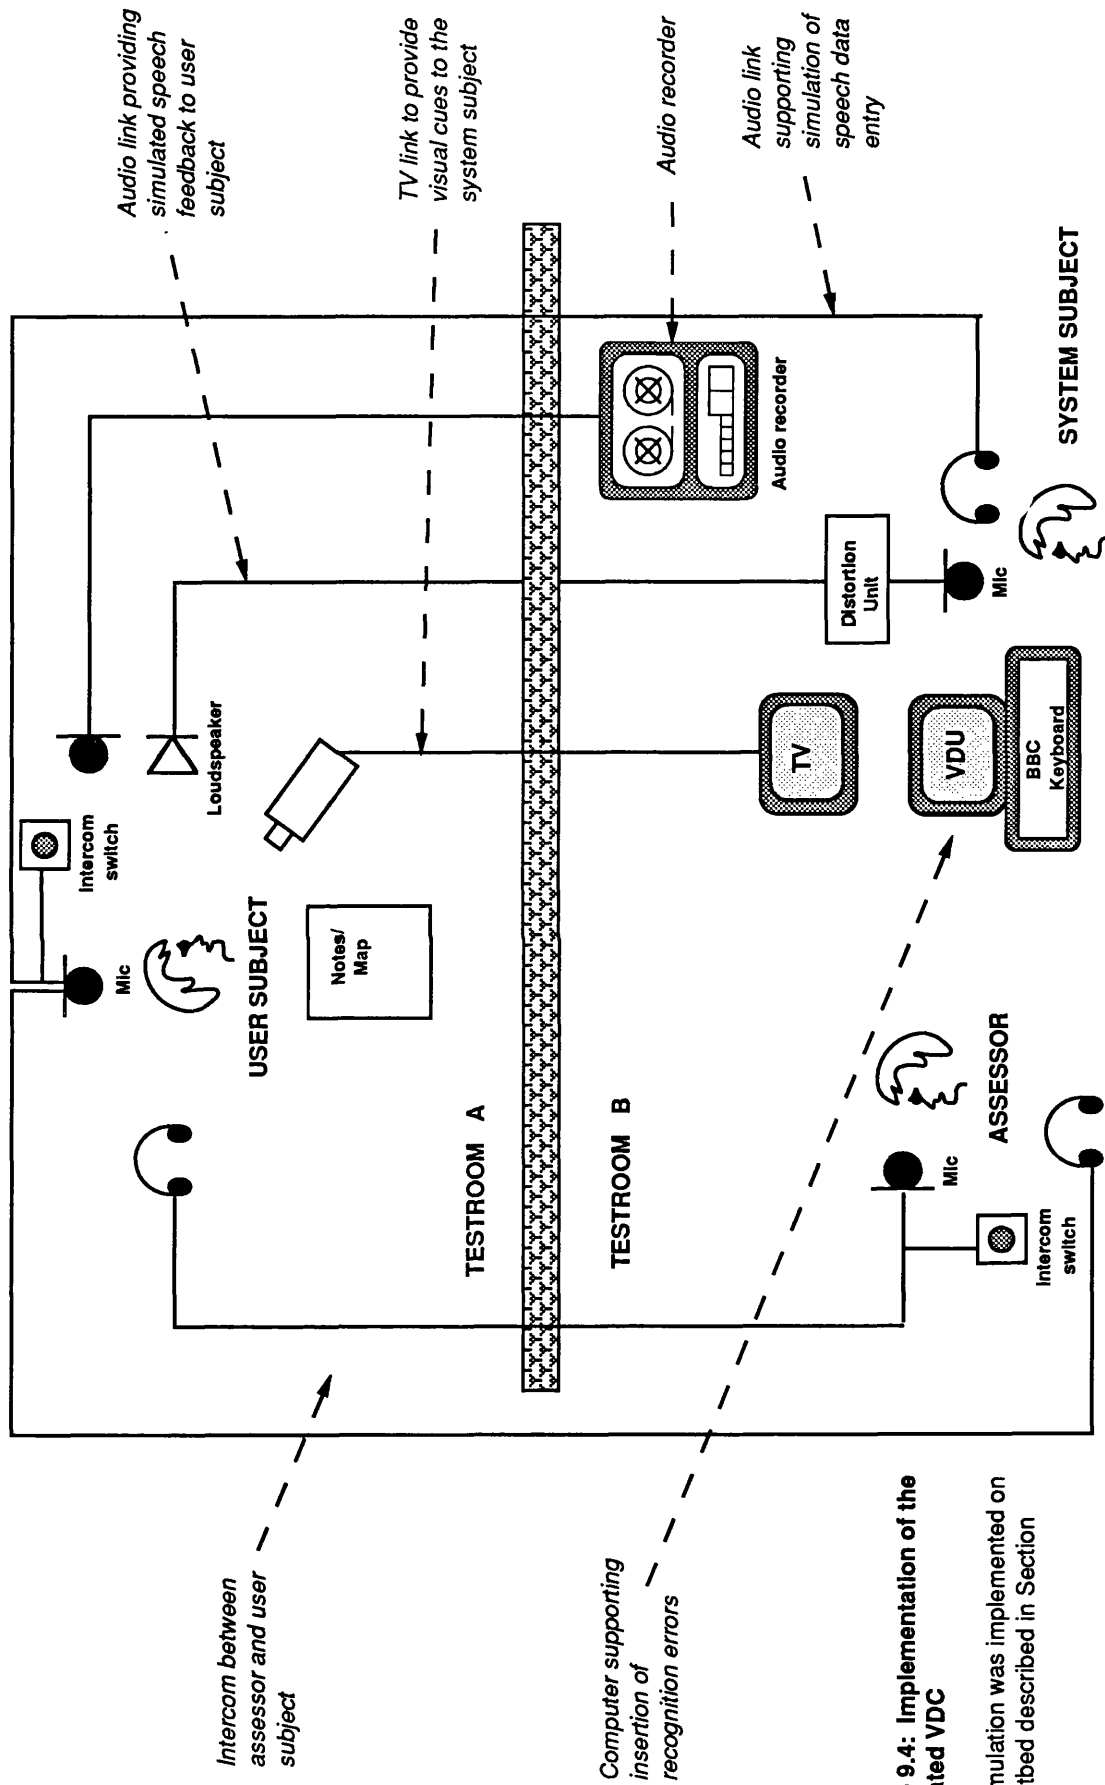 Audio link providing
simulated speech
feedback to user
subject
TV link to provide
visual cues to the
system subject
Audio recorder
Audio link
supporting
simulation of
speech data
entry
Intercom
switch
Mic
Loudspeaker
USER SUBJECT
Notes/
Map
TESTROOM A
TESTROOM B
Audio recorder
Distortion
Unit
Mic
SYSTEM SUBJECT
TV
VDU
BBC
Keyboard
ASSESSOR
Mic
Intercom
switch
Intercom between
assessor and user
subject
Computer supporting
insertion of
recognition errors
9.4: Implementation of the
ated VDC
mulation was implemented on
tbed described in Section